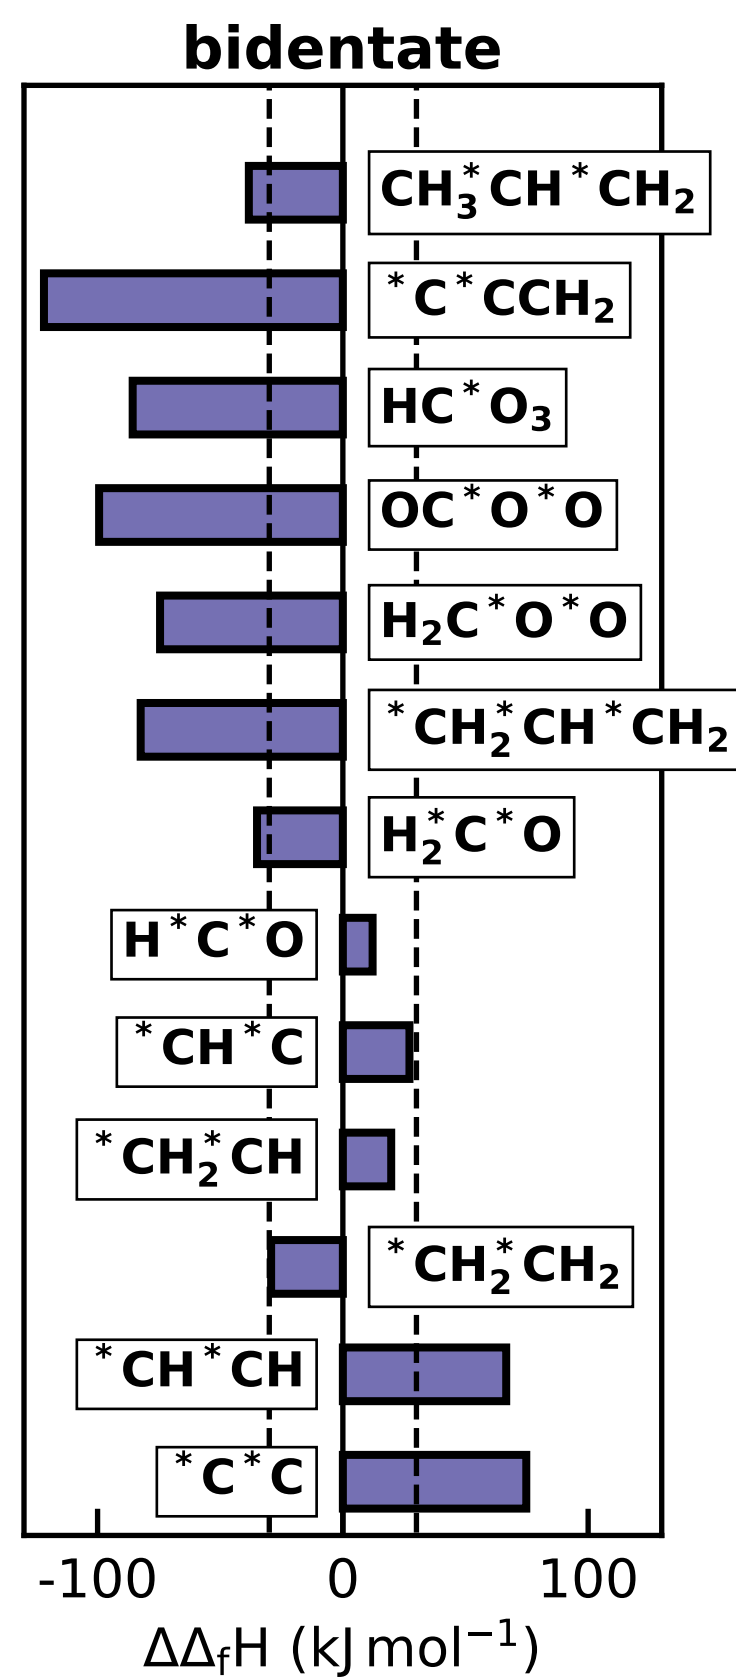 bidentate
CH₃*CH*CH₂
*C*CCH₂
HC*O₃
OC*O*O
H₂C*O*O
*CH₂*CH*CH₂
H₂*C*O
H*C*O
*CH*C
*CH₂*CH
*CH₂*CH₂
*CH*CH
*C*C
-100 0 100
ΔΔfH (kJ mol⁻¹)